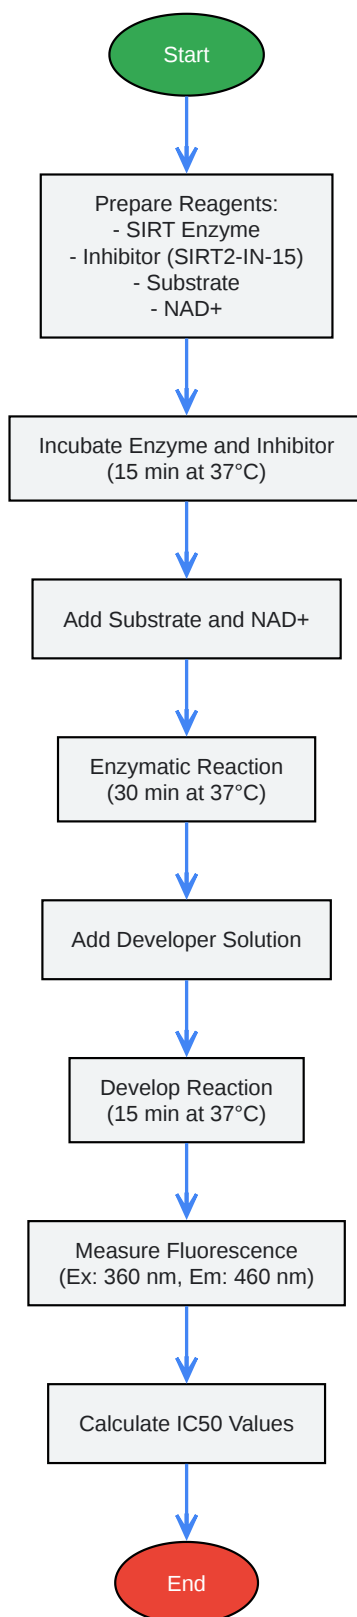 Start
Prepare Reagents:
- SIRT Enzyme
- Inhibitor (SIRT2-IN-15)
- Substrate
- NAD+
Incubate Enzyme and Inhibitor
(15 min at 37°C)
Add Substrate and NAD+
Enzymatic Reaction
(30 min at 37°C)
Add Developer Solution
Develop Reaction
(15 min at 37°C)
Measure Fluorescence
(Ex: 360 nm, Em: 460 nm)
Calculate IC50 Values
End